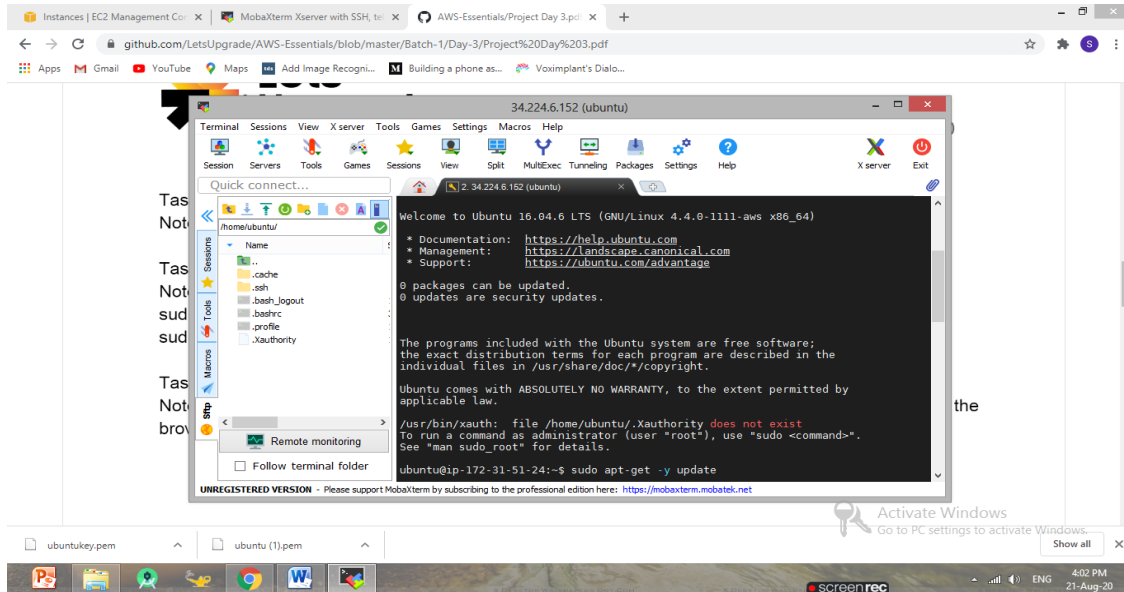 Instances | EC2 Management Con
MobaXterm Xserver with SSH, tel
AWS-Essentials/Project Day 3.pd
github.com/LetsUpgrade/AWS-Essentials/blob/master/Batch-1/Day-3/Project%20Day%203.pdf
S
Apps
Gmail
YouTube
Maps
tds
Add Image Recogni...
Building a phone as...
Voximplant's Dialo...
34.224.6.152 (ubuntu)
Terminal Sessions View X server Tools Games Settings Macros Help
Session Servers Tools Games Sessions View Split MultiExec Tunneling Packages Settings Help X server Exit
Quick connect...
2. 34.224.6.152 (ubuntu)
/home/ubuntu/
Name
..
.cache
.ssh
.bash_logout
.bashrc
.profile
.Xauthority
Sessions
Tools
Macros
Sftp
Remote monitoring
Follow terminal folder
Welcome to Ubuntu 16.04.6 LTS (GNU/Linux 4.4.0-1111-aws x86_64)
* Documentation: https://help.ubuntu.com
* Management: https://landscape.canonical.com
* Support: https://ubuntu.com/advantage
0 packages can be updated.
0 updates are security updates.
The programs included with the Ubuntu system are free software;
the exact distribution terms for each program are described in the
individual files in /usr/share/doc/*/copyright.
Ubuntu comes with ABSOLUTELY NO WARRANTY, to the extent permitted by
applicable law.
/usr/bin/xauth: file /home/ubuntu/.Xauthority does not exist
To run a command as administrator (user "root"), use "sudo <command>".
See "man sudo_root" for details.
ubuntu@ip-172-31-51-24:~$ sudo apt-get -y update
UNREGISTERED VERSION - Please support MobaXterm by subscribing to the professional edition here: https://mobaxterm.mobatek.net
Tas
Not
Tas
Not
sud
sud
Tas
Not
the
brov
Activate Windows
Go to PC settings to activate Windows.
ubuntukey.pem
ubuntu (1).pem
Show all
screenrec
ENG
4:02 PM
21-Aug-20